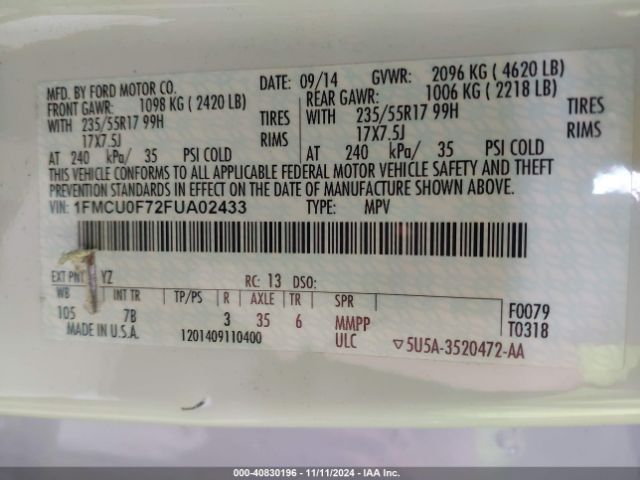 MFD. BY FORD MOTOR CO. DATE: 09/14 GVWR: 2096 KG ( 4620 LB)
FRONT GAWR: 1098 KG ( 2420 LB) REAR GAWR: 1006 KG ( 2218 LB)
WITH 235/55R17 99H TIRES WITH 235/55R17 99H TIRES
17X7.5J RIMS 17X7.5J RIMS
AT 240 kPa/ 35 PSI COLD AT 240 kPa/ 35 PSI COLD
THIS VEHICLE CONFORMS TO ALL APPLICABLE FEDERAL MOTOR VEHICLE SAFETY AND THEFT
PREVENTION STANDARDS IN EFFECT ON THE DATE OF MANUFACTURE SHOWN ABOVE.
VIN: 1FMCU0F72FUA02433 TYPE: MPV
EXT PNT YZ RC: 13 DSO:
WB INT TR TP/PS R AXLE TR SPR F0079
105 7B 3 35 6 MMPP T0318
MADE IN U.S.A. 1201409110400 ULC ▽5U5A-3520472-AA
000-40830196 - 11/11/2024 - IAA Inc.